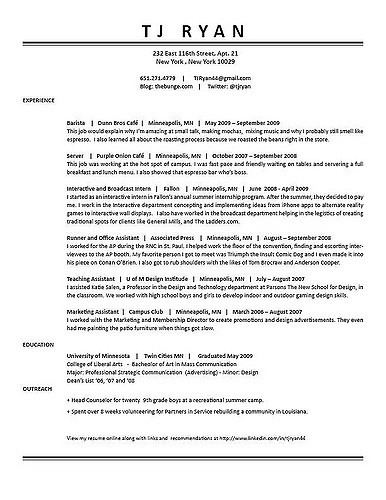 TJ RYAN
232 East 116th Street, Apt. 21
New York , New York 10029
651.271.4779 | TJRyan44@gmail.com
Blog: thebunge.com | Twitter: @tjryan
EXPERIENCE
Barista | Dunn Bros Café | Minneapolis, MN | May 2009 – September 2009
This job would explain why I'm amazing at small talk, making mochas, mixing music and why I probably still smell like
espresso. I also learned all about the roasting process because we roasted the beans right in the store.
Server | Purple Onion Café | Minneapolis, MN | October 2007 – September 2008
This job was working at the hot spot of campus. I was fast pace and friendly waiting on tables and serving a full
breakfast and lunch menu. I also showed that espresso bar who's boss.
Interactive and Broadcast Intern | Fallon | Minneapolis, MN | June 2008 - April 2009
I started as an interactive intern in Fallon's annual summer internship program. After the summer, they decided to pay
me. I work in the Interactive department concepting and implementing ideas from iPhone apps to alternate reality
games to interactive wall displays. I also have worked in the broadcast department helping in the logistics of creating
traditional spots for clients like General Mills, and The Ladders.com.
Runner and Office Assistant | Associated Press | Minneapolis, MN | August – September 2008
I worked for the AP during the RNC in St. Paul. I helped work the floor of the convention, finding and escorting inter-
viewees to the AP booth. My favorite person I got to meet was Triumph the Insult Comic Dog and I even made it into
his piece on Conan O'Brien. I also got to rub shoulders with the likes of Tom Brocraw and Anderson Cooper.
Teaching Assistant | U of M Design Institute | Minneapolis, MN | July – August 2007
I assisted Katie Salen, a Professor in the Design and Technology department at Parsons The New School for Design, in
the classroom. We worked with high school boys and girls to develop indoor and outdoor gaming design skills.
Marketing Assistant | Campus Club | Minneapolis, MN | March 2006 – August 2007
I worked with the Marketing and Membership Director to create promotions and design advertisements. They even
had me painting the patio furniture when things got slow.
EDUCATION
University of Minnesota | Twin Cities MN | Graduated May 2009
College of Liberal Arts - Bachelor of Art in Mass Communication
Major: Professional Strategic Communication (Advertising) - Minor: Design
Dean's List '06, '07 and '08
OUTREACH
+ Head Counselor for twenty 9th grade boys at a recreational summer camp.
+ Spent over 8 weeks volunteering for Partners in Service rebuilding a community in Louisiana.
View my resume online along with links and recommendations at http://www.linkedin.com/in/tjryan44